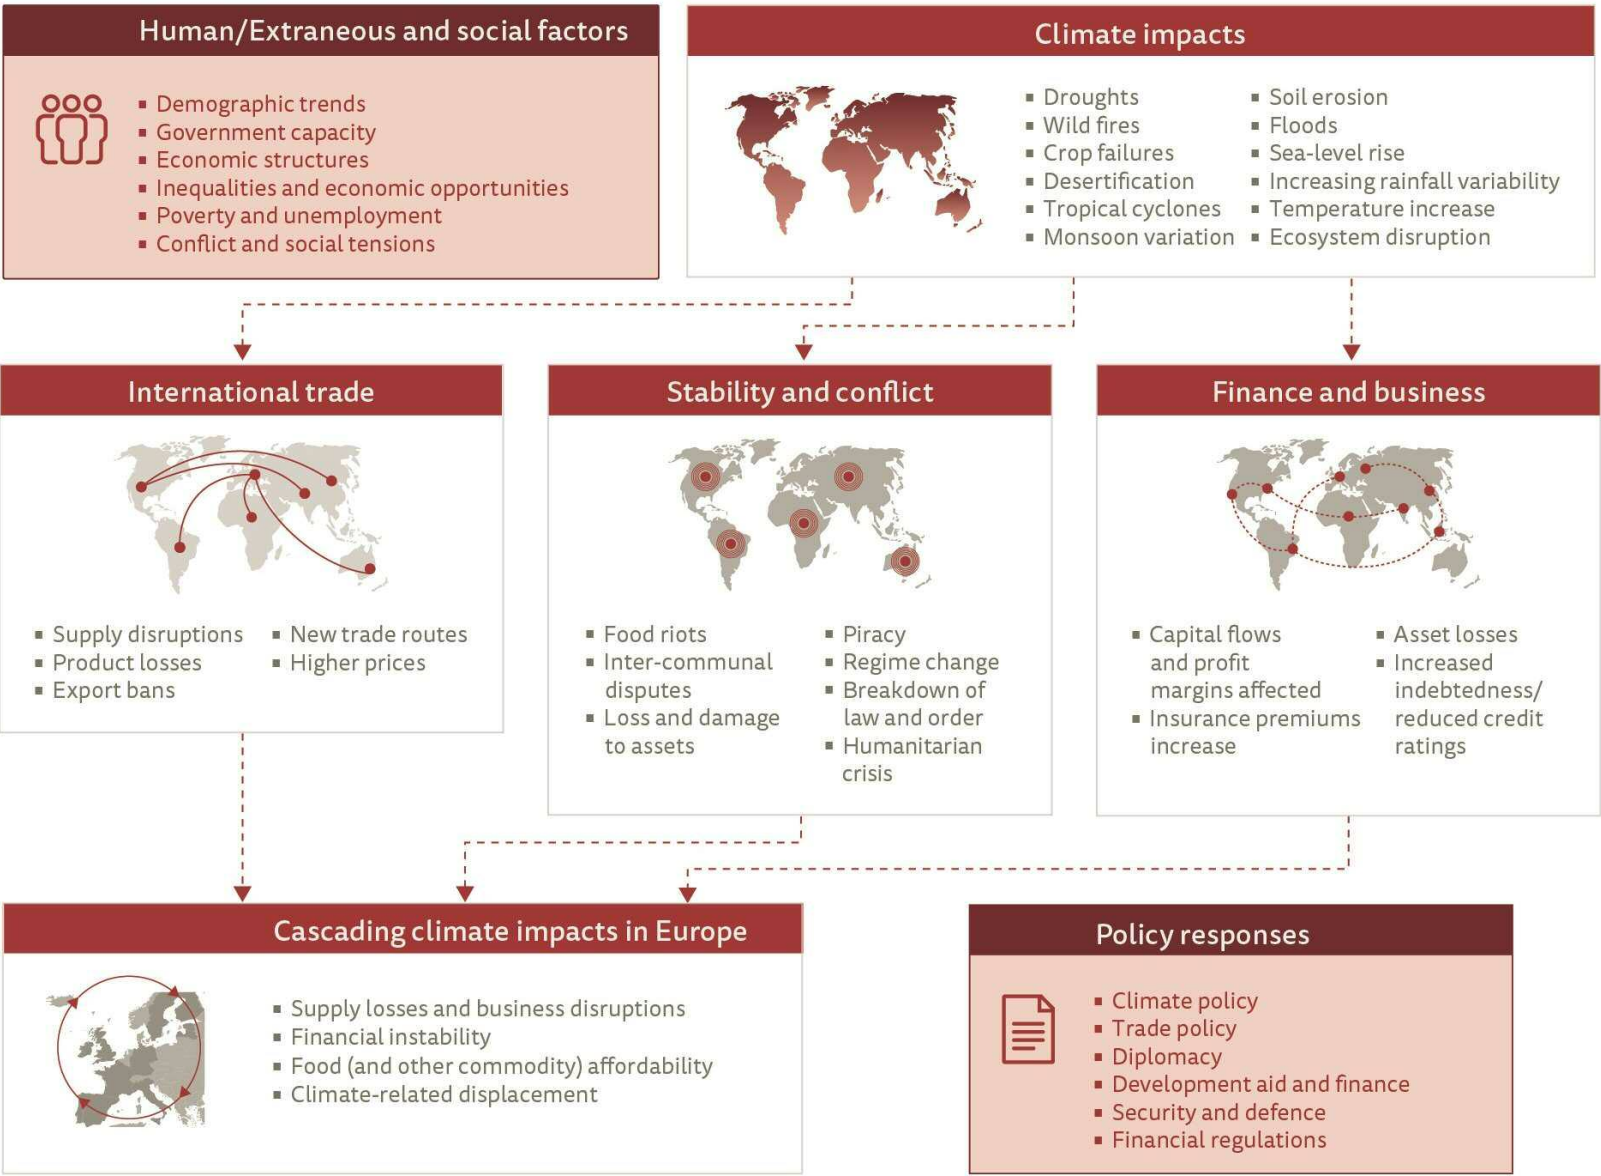 Human/Extraneous and social factors
▪ Demographic trends
▪ Government capacity
▪ Economic structures
▪ Inequalities and economic opportunities
▪ Poverty and unemployment
▪ Conflict and social tensions
Climate impacts
▪ Droughts
▪ Wild fires
▪ Crop failures
▪ Desertification
▪ Tropical cyclones
▪ Monsoon variation
▪ Soil erosion
▪ Floods
▪ Sea-level rise
▪ Increasing rainfall variability
▪ Temperature increase
▪ Ecosystem disruption
International trade
▪ Supply disruptions
▪ Product losses
▪ Export bans
▪ New trade routes
▪ Higher prices
Stability and conflict
▪ Food riots
▪ Inter-communal
disputes
▪ Loss and damage
to assets
▪ Piracy
▪ Regime change
▪ Breakdown of
law and order
▪ Humanitarian
crisis
Finance and business
▪ Capital flows
and profit
margins affected
▪ Insurance premiums
increase
▪ Asset losses
▪ Increased
indebtedness/
reduced credit
ratings
Cascading climate impacts in Europe
▪ Supply losses and business disruptions
▪ Financial instability
▪ Food (and other commodity) affordability
▪ Climate-related displacement
Policy responses
▪ Climate policy
▪ Trade policy
▪ Diplomacy
▪ Development aid and finance
▪ Security and defence
▪ Financial regulations